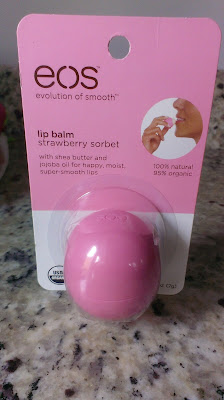 eos
evolution of smooth™
lip balm
strawberry sorbet
with shea butter and
jojoba oil for happy, moist,
super smooth lips
100% natural
95% organic
USDA